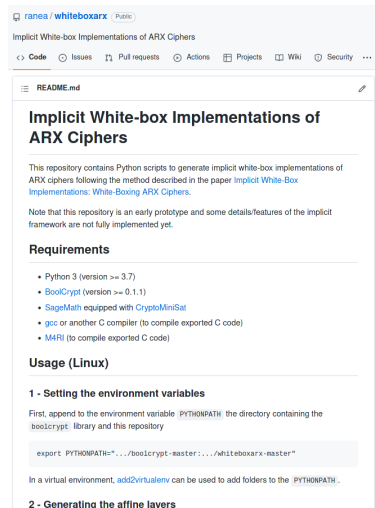 ranea / whiteboxarx Public
Implicit White-box Implementations of ARX Ciphers
Code Issues Pull requests Actions Projects Wiki Security ...
README.md
Implicit White-box Implementations of
ARX Ciphers
This repository contains Python scripts to generate implicit white-box implementations of
ARX ciphers following the method described in the paper Implicit White-Box
Implementations: White-Boxing ARX Ciphers.
Note that this repository is an early prototype and some details/features of the implicit
framework are not fully implemented yet.
Requirements
• Python 3 (version >= 3.7)
• BoolCrypt (version >= 0.1.1)
• SageMath equipped with CryptoMiniSat
• gcc or another C compiler (to compile exported C code)
• M4RI (to compile exported C code)
Usage (Linux)
1 - Setting the environment variables
First, append to the environment variable PYTHONPATH the directory containing the
boolcrypt library and this repository
export PYTHONPATH=".../boolcrypt-master:.../whiteboxarx-master"
In a virtual environment, add2virtualenv can be used to add folders to the PYTHONPATH.
2 - Generating the affine layers